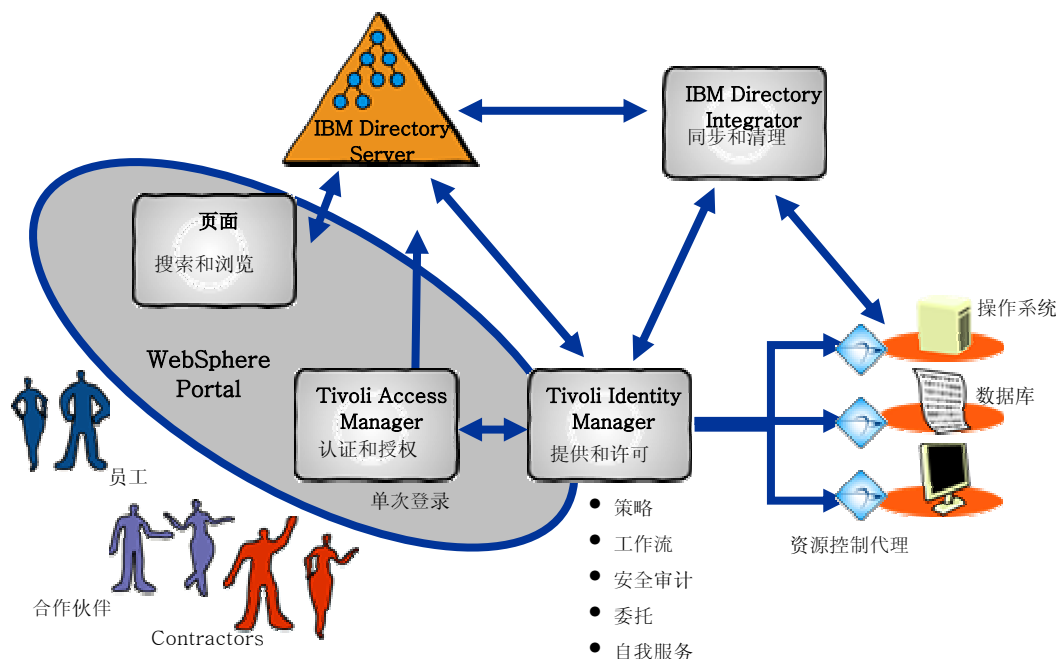 IBM Directory
Server
IBM Directory
Integrator
同步和清理
页面
搜索和浏览
WebSphere
Portal
Tivoli Access
Manager
认证和授权
单次登录
Tivoli Identity
Manager
提供和许可
操作系统
数据库
资源控制代理
员工
合作伙伴
Contractors
● 策略
● 工作流
● 安全审计
● 委托
● 自我服务